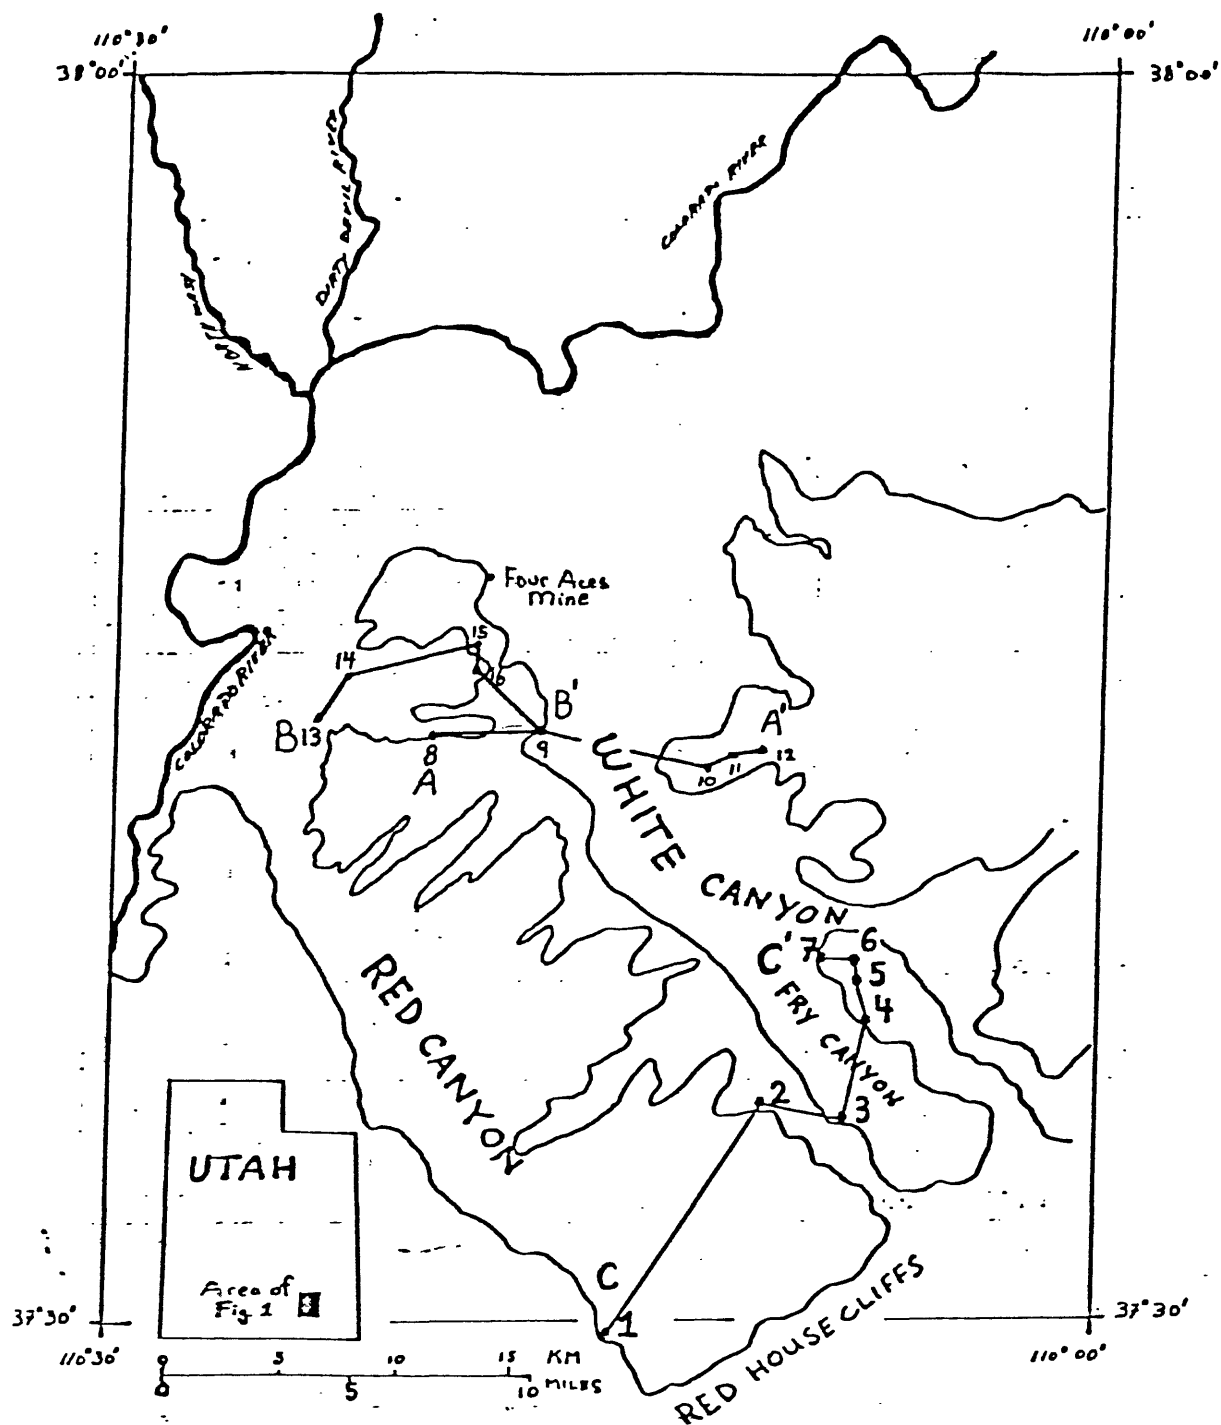 110°30'
110°00'
38°00'
38°00'
DIRTY DEVIL RIVER
COLORADO RIVER
NORTH WASH
Four Aces
Mine
15
14
16
B'
B 13
A'
8
9
10
11
12
A
COLORADO RIVER
WHITE CANYON
C'
7
6
5
4
FRY CANYON
RED CANYON
2
3
UTAH
Area of
Fig 1
C
1
37°30'
37°30'
RED HOUSE CLIFFS
110°30'
110°00'
0 5 10 15 KM
0 5 10 MILES